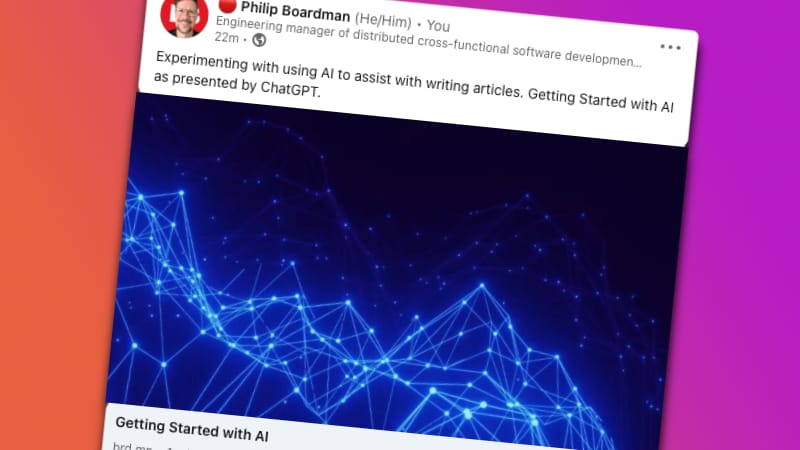 Philip Boardman (He/Him) • You
Engineering manager of distributed cross-functional software developmen...
22m •
Experimenting with using AI to assist with writing articles. Getting Started with AI
as presented by ChatGPT.
Getting Started with AI